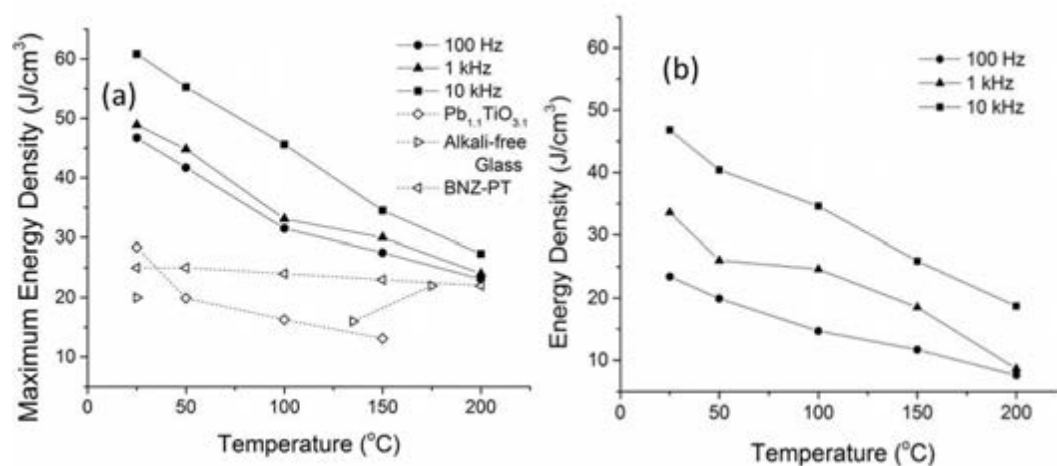 Maximum Energy Density (J/cm³)
60
50
40
30
20
10
(a)
100 Hz
1 kHz
10 kHz
Pb₁.₁TiO₃.₁
Alkali-free
Glass
BNZ-PT
0
50
100
150
200
Temperature (°C)
Energy Density (J/cm³)
60
50
40
30
20
10
(b)
100 Hz
1 kHz
10 kHz
0
50
100
150
200
Temperature (°C)